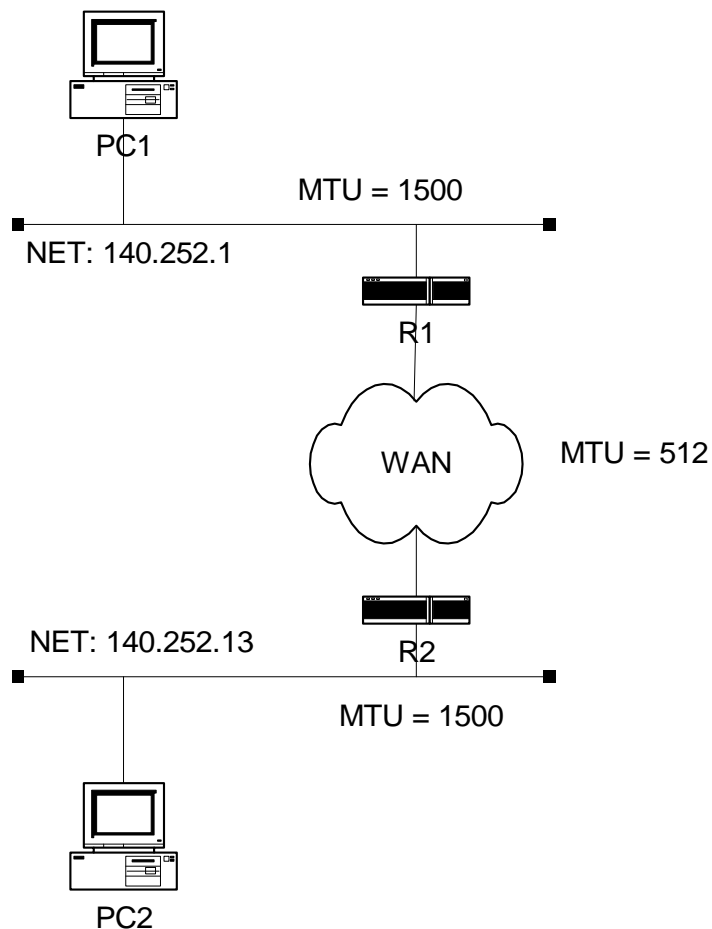 PC1
MTU = 1500
NET: 140.252.1
R1
WAN
MTU = 512
NET: 140.252.13
R2
MTU = 1500
PC2